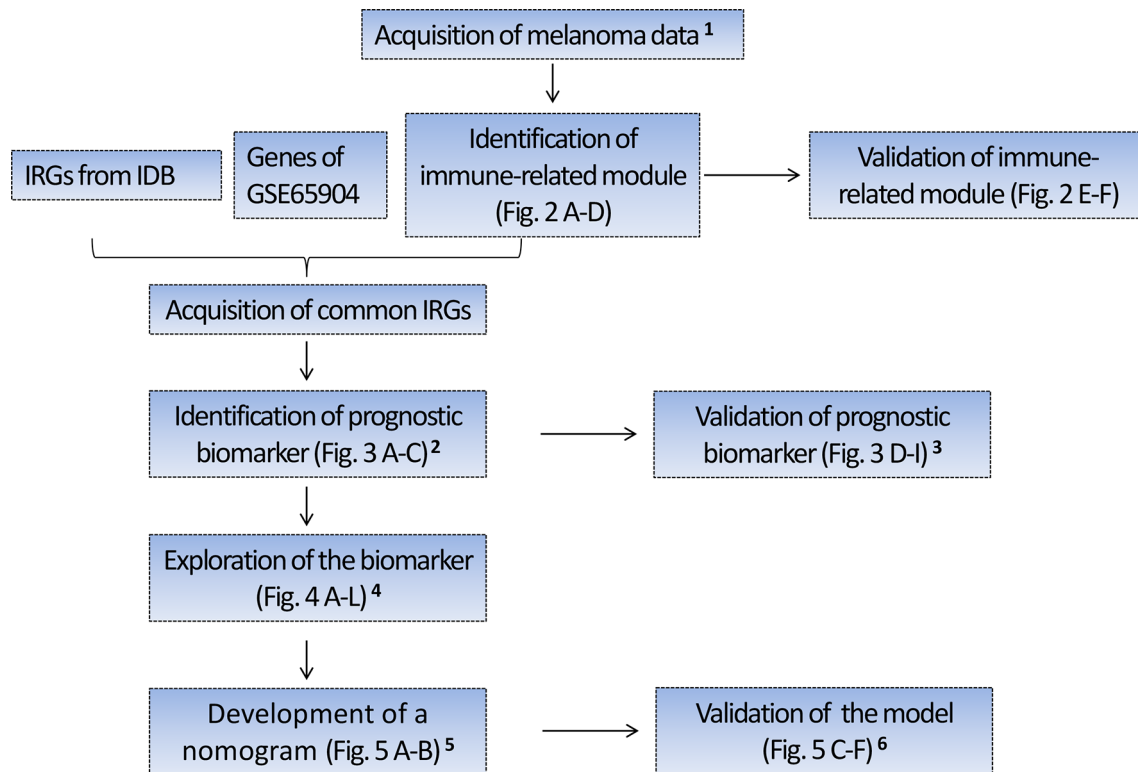 Acquisition of melanoma data 1
IRGs from IDB
Genes of
GSE65904
Identification of
immune-related module
(Fig. 2 A-D)
Validation of immune-
related module (Fig. 2 E-F)
Acquisition of common IRGs
Identification of prognostic
biomarker (Fig. 3 A-C) 2
Validation of prognostic
biomarker (Fig. 3 D-I) 3
Exploration of the biomarker
(Fig. 4 A-L) 4
Development of a
nomogram (Fig. 5 A-B) 5
Validation of the model
(Fig. 5 C-F) 6